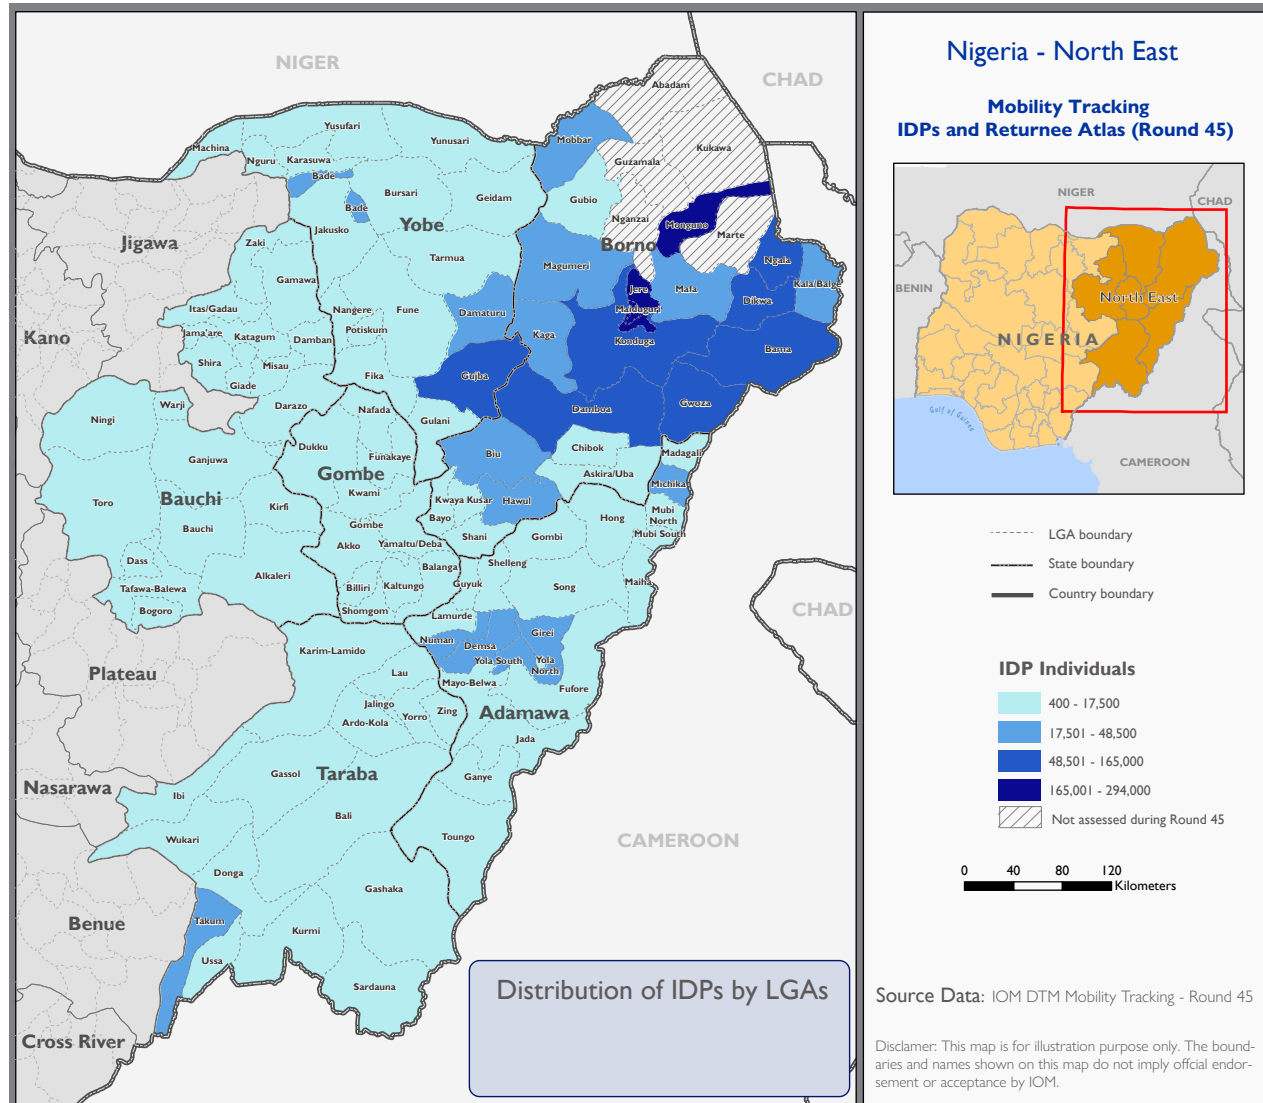 NIGER
CHAD
Abadam
Yusufari
Mobbar
Yunusari
Machina
Nguru
Karasuwa
Kukawa
Guzamala
Bade
Bursari
Geidam
Gubio
Bade
Nganzai
Monguno
Yobe
Jakusko
Marte
Jigawa
Zaki
Borno
Tarmua
Magumeri
Ngala
Gamawa
Jere
Mafa
Kala/Balge
Dikwa
Itas/Gadau
Nangere
Fune
Damaturu
Maiduguri
Kano
Jama'are
Katagum
Damban
Potiskum
Kaga
Konduga
Bama
Shira
Misau
Fika
Gujba
Giade
Warji
Darazo
Nafada
Damboa
Gwoza
Ningi
Gulani
Dukku
Chibok
Madagali
Ganjuwa
Funakaye
Biu
Gombe
Askira/Uba
Michika
Bauchi
Kwami
Toro
Kirfi
Kwaya Kusar
Hawul
Bauchi
Gombe
Bayo
Hong
Mubi
North
Akko
Yamaltu/Deba
Shani
Gombi
Mubi South
Dass
Balanga
Shelleng
Alkaleri
Maiha
Tafawa-Balewa
Billiri
Kaltungo
Guyuk
Song
CHAD
Bogoro
Shomgom
Lamurde
Numan
Girei
Karim-Lamido
Demsa
Yola South
Yola
North
Plateau
Lau
Mayo-Belwa
Fufore
Jalingo
Zing
Adamawa
Ardo-Kola
Yorro
Jada
Gassol
Taraba
Ganye
Nasarawa
Ibi
Bali
Wukari
Toungo
CAMEROON
Donga
Gashaka
Benue
Takum
Kurmi
Ussa
Sardauna
Cross River
Distribution of IDPs by LGAs
Nigeria - North East
Mobility Tracking
IDPs and Returnee Atlas (Round 45)
NIGER
CHAD
BENIN
North East
NIGERIA
Gulf of Guinea
CAMEROON
LGA boundary
State boundary
Country boundary
IDP Individuals
400 - 17,500
17,501 - 48,500
48,501 - 165,000
165,001 - 294,000
Not assessed during Round 45
0 40 80 120
Kilometers
Source Data: IOM DTM Mobility Tracking - Round 45
Disclamer: This map is for illustration purpose only. The bound-
aries and names shown on this map do not imply offcial endor-
sement or acceptance by IOM.